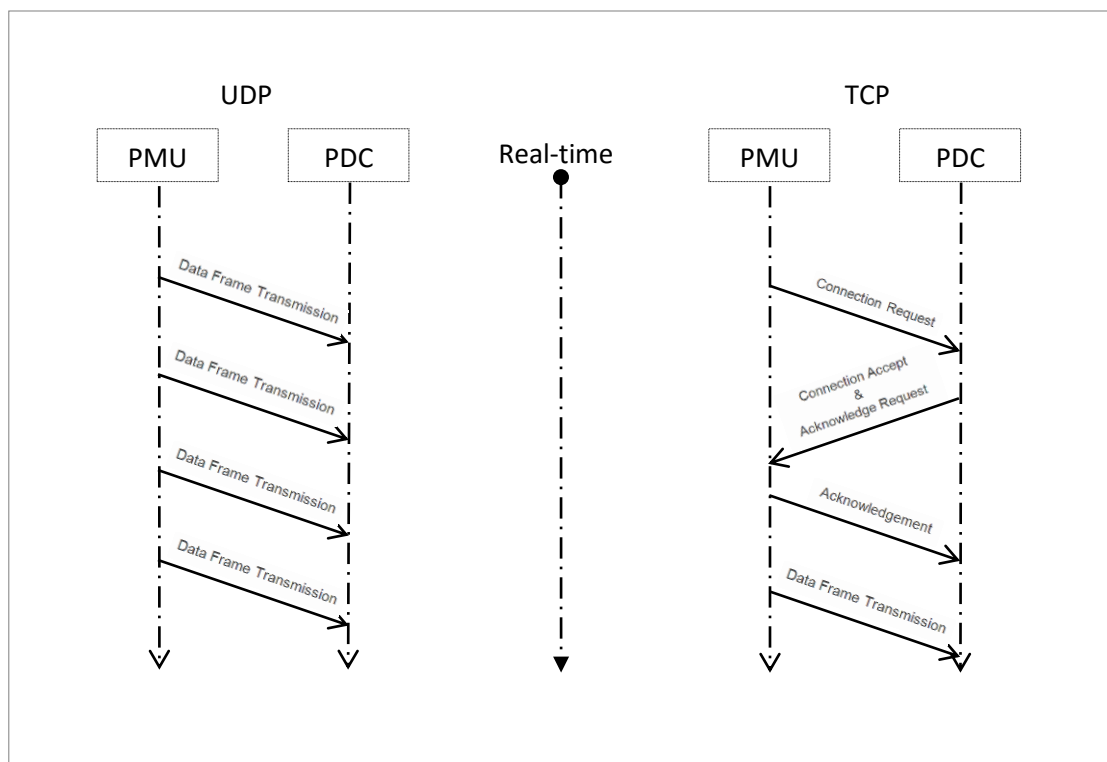 UDP
TCP
PMU
PDC
Real-time
PMU
PDC
Data Frame Transmission
Data Frame Transmission
Data Frame Transmission
Data Frame Transmission
Connection Request
Connection Accept
&
Acknowledge Request
Acknowledgement
Data Frame Transmission